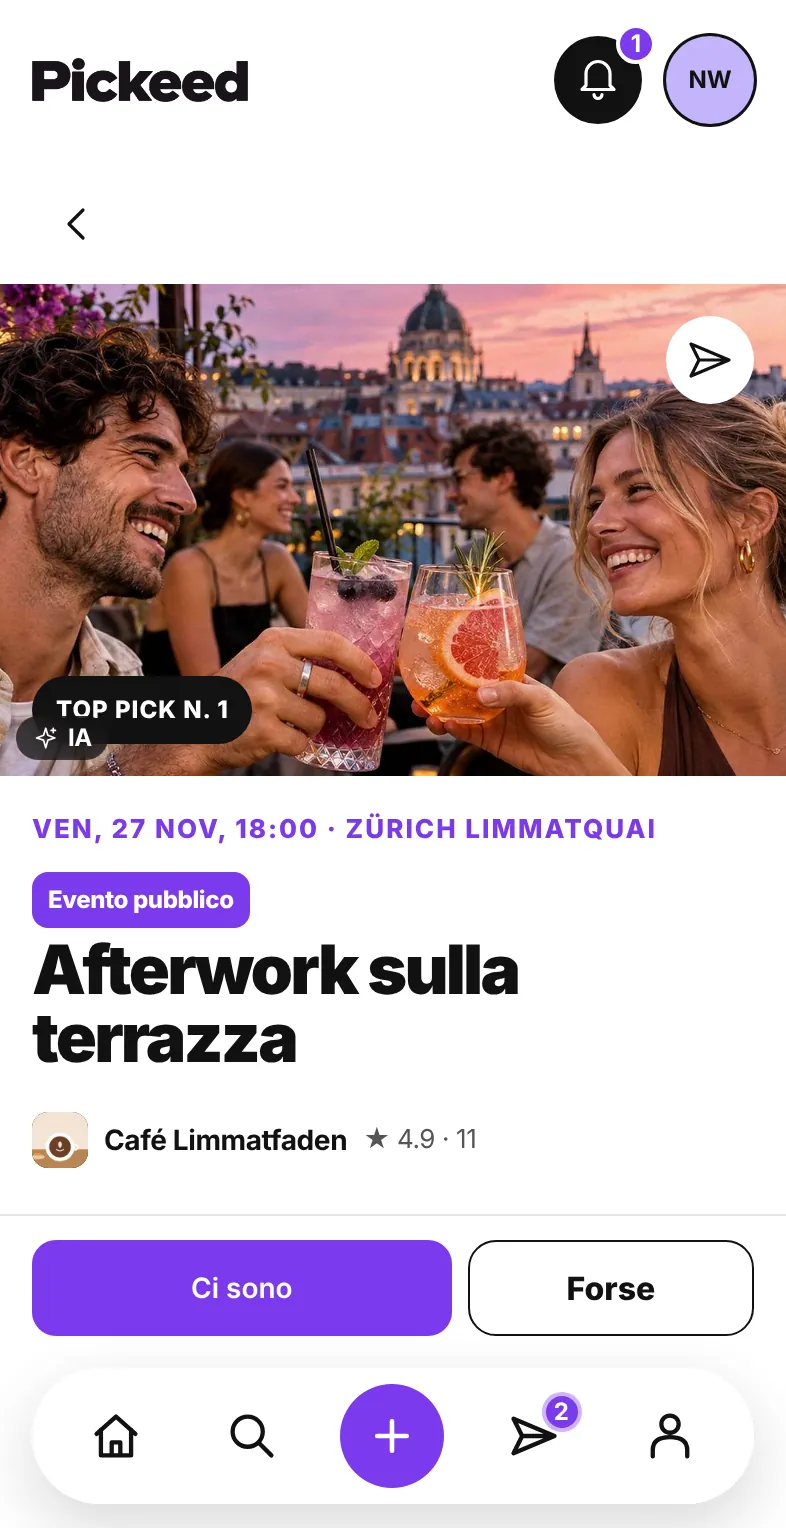 Pickeed
1
NW
TOP PICK N. 1
IA
VEN, 27 NOV, 18:00 · ZÜRICH LIMMATQUAI
Evento pubblico
Afterwork sulla
terrazza
Café Limmatfaden ★ 4.9 · 11
Ci sono
Forse
2